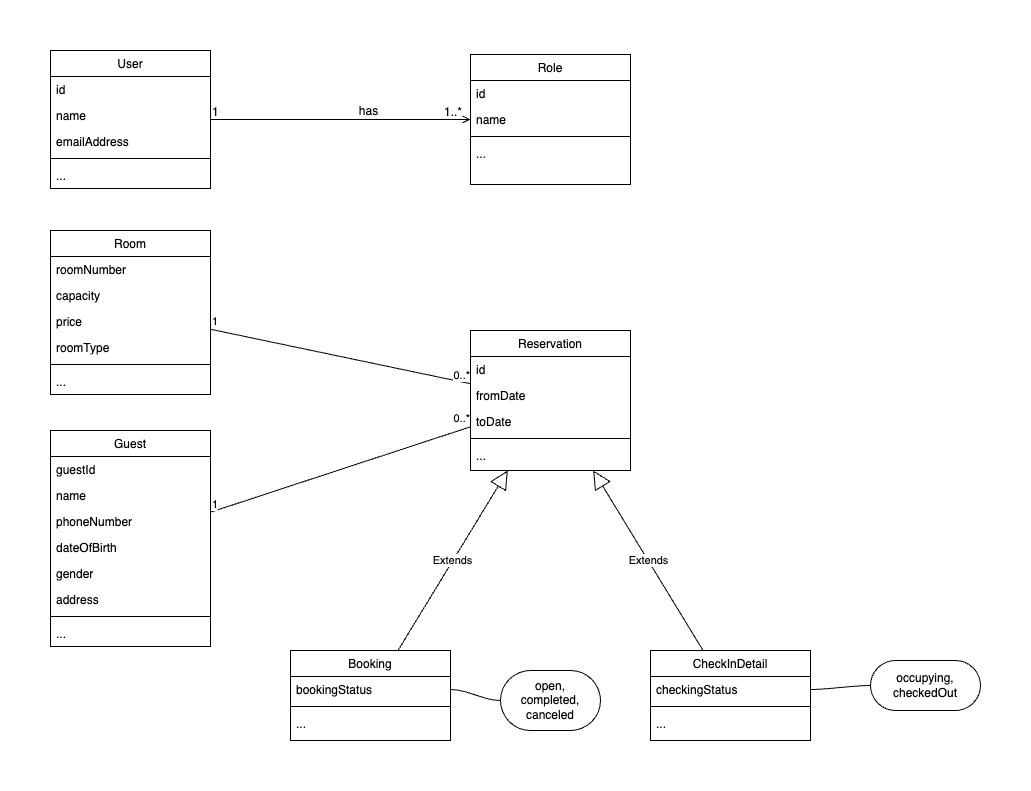 User
id
name
emailAddress
...
1
has
1..*
Role
id
name
...
Room
roomNumber
capacity
price
roomType
...
1
0..*
Reservation
id
fromDate
toDate
...
0..*
Guest
guestId
name
phoneNumber
dateOfBirth
gender
address
...
1
Extends
Extends
Booking
bookingStatus
...
open,
completed,
canceled
CheckInDetail
checkingStatus
...
occupying,
checkedOut